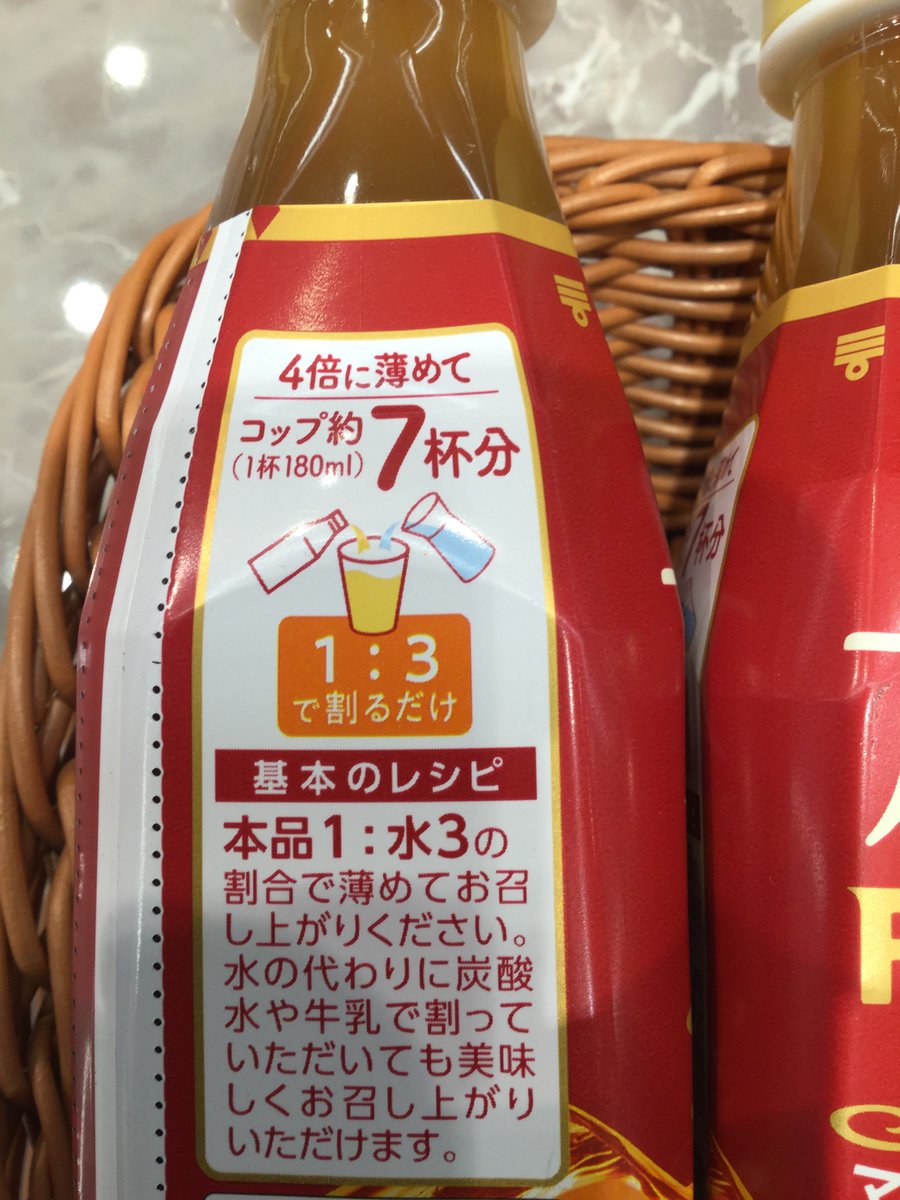 4倍に薄めて
コップ約
(1杯180ml)
7杯分
1:3
で割るだけ
基本のレシピ
本品1:水3の
割合で薄めてお召
し上がりください。
水の代わりに炭酸
水や牛乳で割って
いただいても美味
しくお召し上がり
いただけます。
杯分